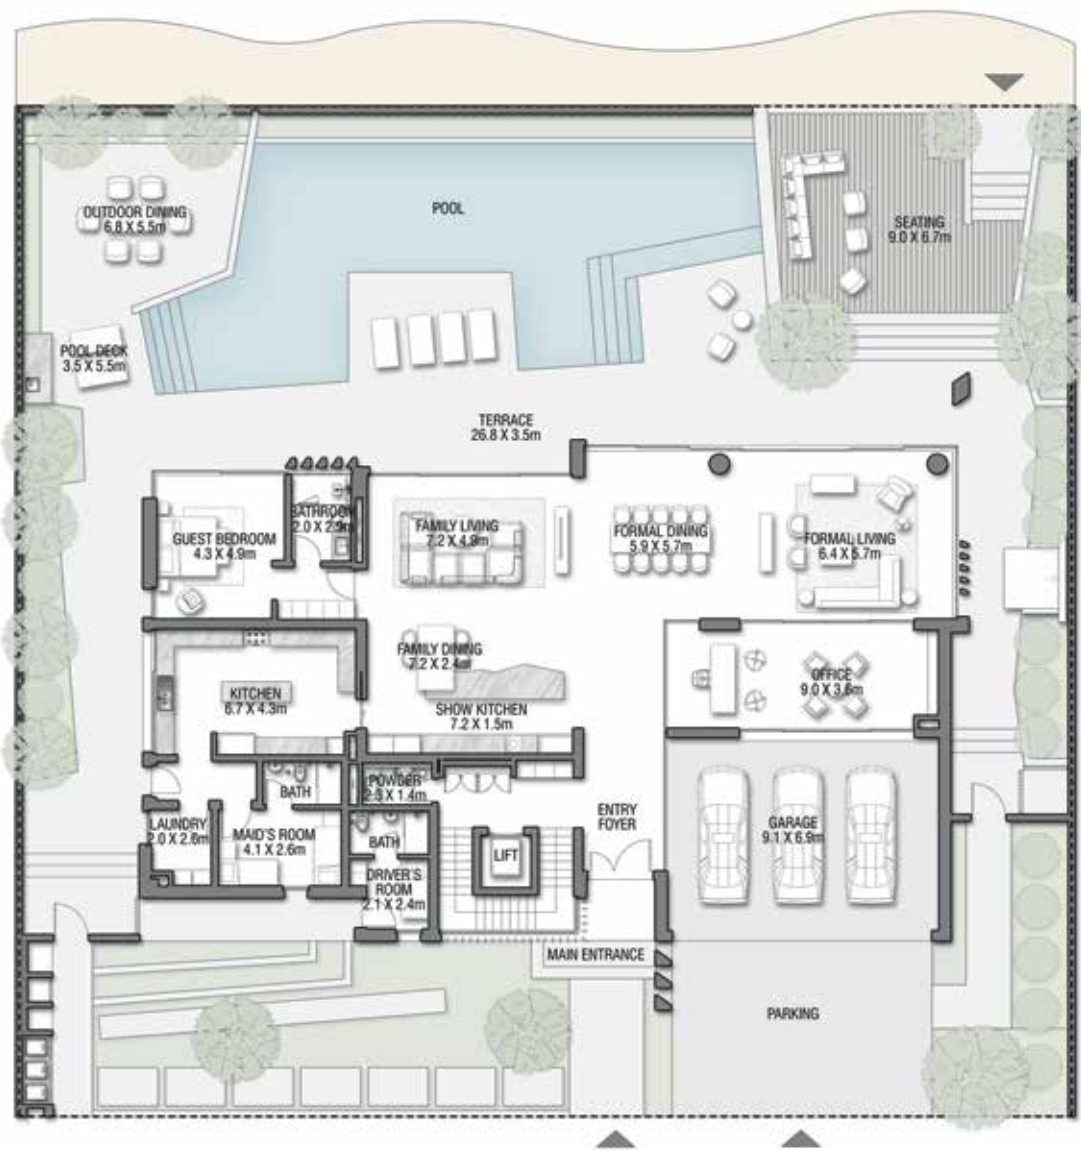 POOL
OUTDOOR DINING
6.8 X 5.5m
SEATING
9.0 X 6.7m
POOL DECK
3.5 X 5.5m
TERRACE
26.8 X 3.5m
BATHROOM
2.0 X 2.9m
GUEST BEDROOM
4.3 X 4.9m
FAMILY LIVING
7.2 X 4.9m
FORMAL DINING
5.9 X 5.7m
FORMAL LIVING
6.4 X 5.7m
FAMILY DINING
7.2 X 2.4m
OFFICE
9.0 X 3.6m
KITCHEN
6.7 X 4.3m
SHOW KITCHEN
7.2 X 1.5m
POWDER
2.3 X 1.4m
BATH
ENTRY
FOYER
GARAGE
9.1 X 6.9m
LAUNDRY
2.0 X 2.6m
MAID'S ROOM
4.1 X 2.6m
BATH
LIFT
DRIVER'S
ROOM
2.1 X 2.4m
MAIN ENTRANCE
PARKING